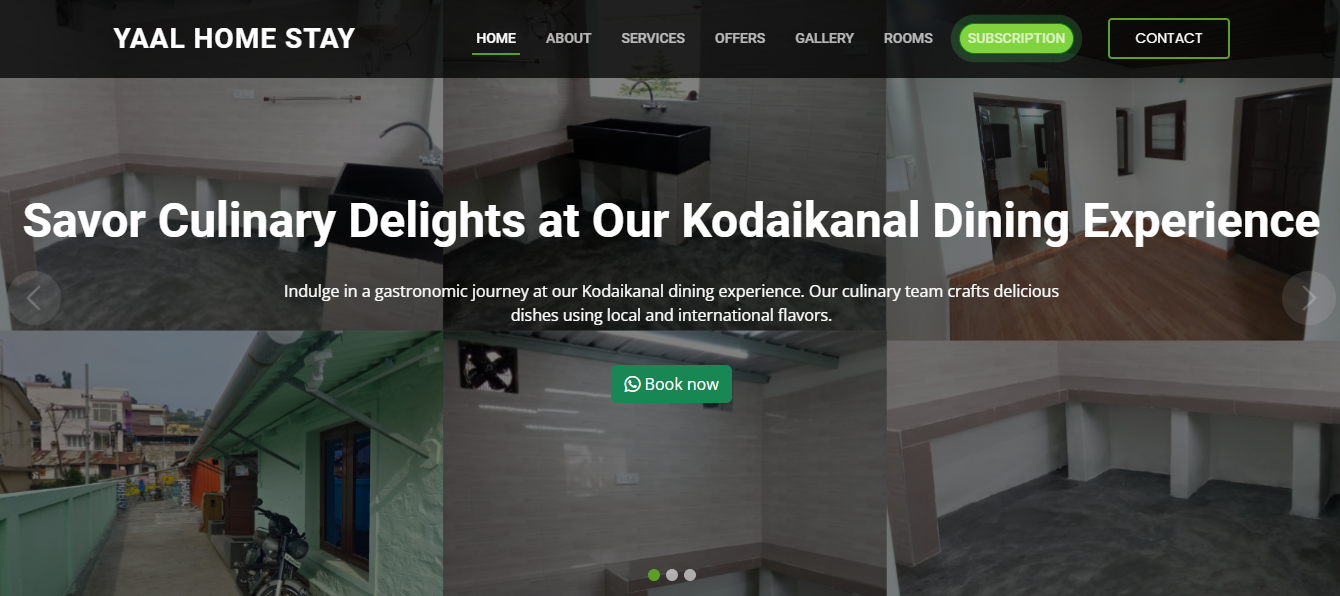 YAAL HOME STAY
HOME
ABOUT
SERVICES
OFFERS
GALLERY
ROOMS
SUBSCRIPTION
CONTACT
Savor Culinary Delights at Our Kodaikanal Dining Experience
Indulge in a gastronomic journey at our Kodaikanal dining experience. Our culinary team crafts delicious
dishes using local and international flavors.
Book now